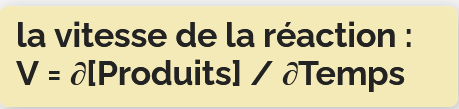 la vitesse de la réaction :
V = ∂[Produits] / ∂Temps